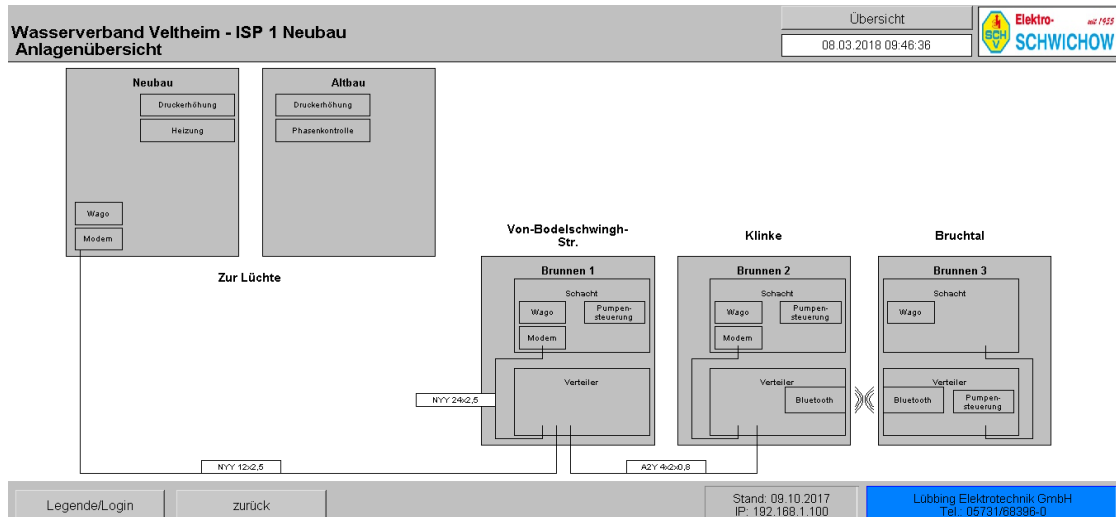 Wasserverband Veltheim - ISP 1 Neubau
Anlagenübersicht
Übersicht
08.03.2018 09:46:36
SCH
V
Elektro-
seit 1935
SCHWICHOW
Neubau
Druckerhöhung
Heizung
Wago
Modem
Altbau
Druckerhöhung
Phasenkontrolle
Zur Lüchte
Von-Bodelschwingh-
Str.
Brunnen 1
Schacht
Wago
Pumpen-
steuerung
Modem
Verteiler
Klinke
Brunnen 2
Schacht
Wago
Pumpen-
steuerung
Modem
Verteiler
Bluetooth
Bruchtal
Brunnen 3
Schacht
Wago
Verteiler
Bluetooth
Pumpen-
steuerung
NYY 24x2,5
NYY 12x2,5
A2Y 4x2x0,8
Legende/Login
zurück
Stand: 09.10.2017
IP: 192.168.1.100
Lübbing Elektrotechnik GmbH
Tel.: 05731/88396-0